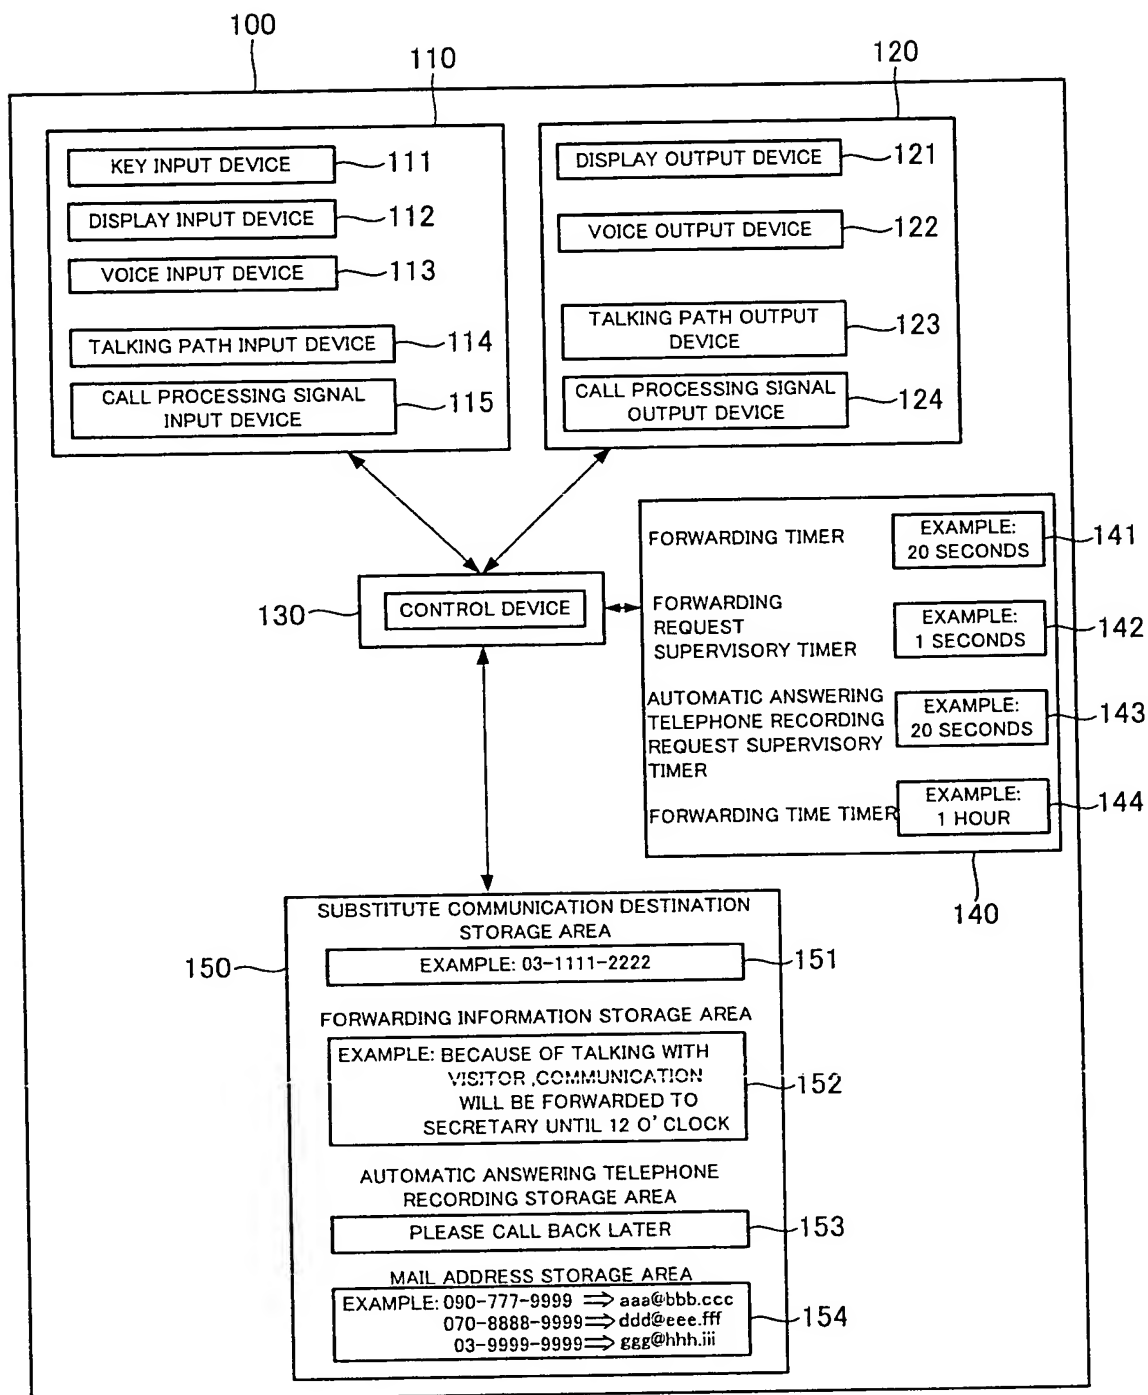 100
110
120
KEY INPUT DEVICE
111
DISPLAY INPUT DEVICE
112
VOICE INPUT DEVICE
113
TALKING PATH INPUT DEVICE
114
CALL PROCESSING SIGNAL
INPUT DEVICE
115
DISPLAY OUTPUT DEVICE
121
VOICE OUTPUT DEVICE
122
TALKING PATH OUTPUT
DEVICE
123
CALL PROCESSING SIGNAL
OUTPUT DEVICE
124
130
CONTROL DEVICE
FORWARDING TIMER
EXAMPLE:
20 SECONDS
141
FORWARDING
REQUEST
SUPERVISORY TIMER
EXAMPLE:
1 SECONDS
142
AUTOMATIC ANSWERING
TELEPHONE RECORDING
REQUEST SUPERVISORY
TIMER
EXAMPLE:
20 SECONDS
143
FORWARDING TIME TIMER
EXAMPLE:
1 HOUR
144
140
150
SUBSTITUTE COMMUNICATION DESTINATION
STORAGE AREA
EXAMPLE: 03-1111-2222
151
FORWARDING INFORMATION STORAGE AREA
EXAMPLE: BECAUSE OF TALKING WITH
VISITOR ,COMMUNICATION
WILL BE FORWARDED TO
SECRETARY UNTIL 12 O' CLOCK
152
AUTOMATIC ANSWERING TELEPHONE
RECORDING STORAGE AREA
PLEASE CALL BACK LATER
153
MAIL ADDRESS STORAGE AREA
EXAMPLE: 090-777-9999 ⇒ aaa@bbb.ccc
070-8888-9999 ⇒ ddd@eee.fff
03-9999-9999 ⇒ ggg@hhh.iii
154